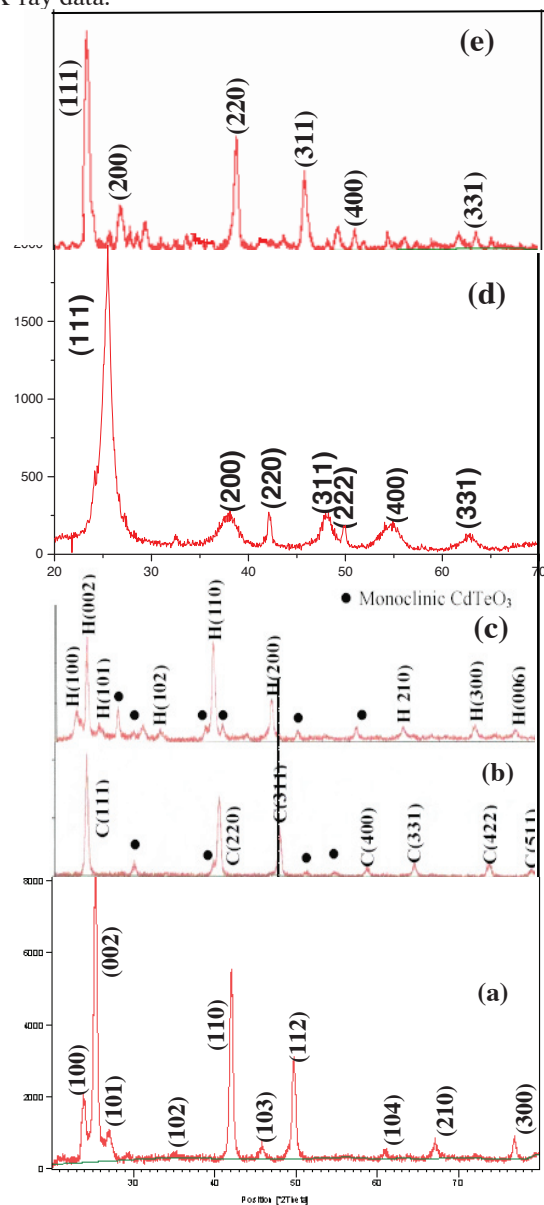 X-ray data.
(e)
(111)
(200)
(220)
(311)
(400)
(331)
2000
(d)
1500
1000
500
0
(111)
(200)
(220)
(311)
(222)
(400)
(331)
20 30 40 50 60 70
● Monoclinic CdTeO₃
(c)
H(100)
H(002)
H(101)
H(102)
H(110)
H(200)
H 210)
H(300)
H(006)
(b)
C(111)
C(220)
C(311)
C(400)
C(331)
C(422)
C(511
8000
6000
4000
2000
0
(a)
(100)
(002)
(101)
(102)
(110)
(103)
(112)
(104)
(210)
(300)
30 40 50 60 70
Position [°2Theta]